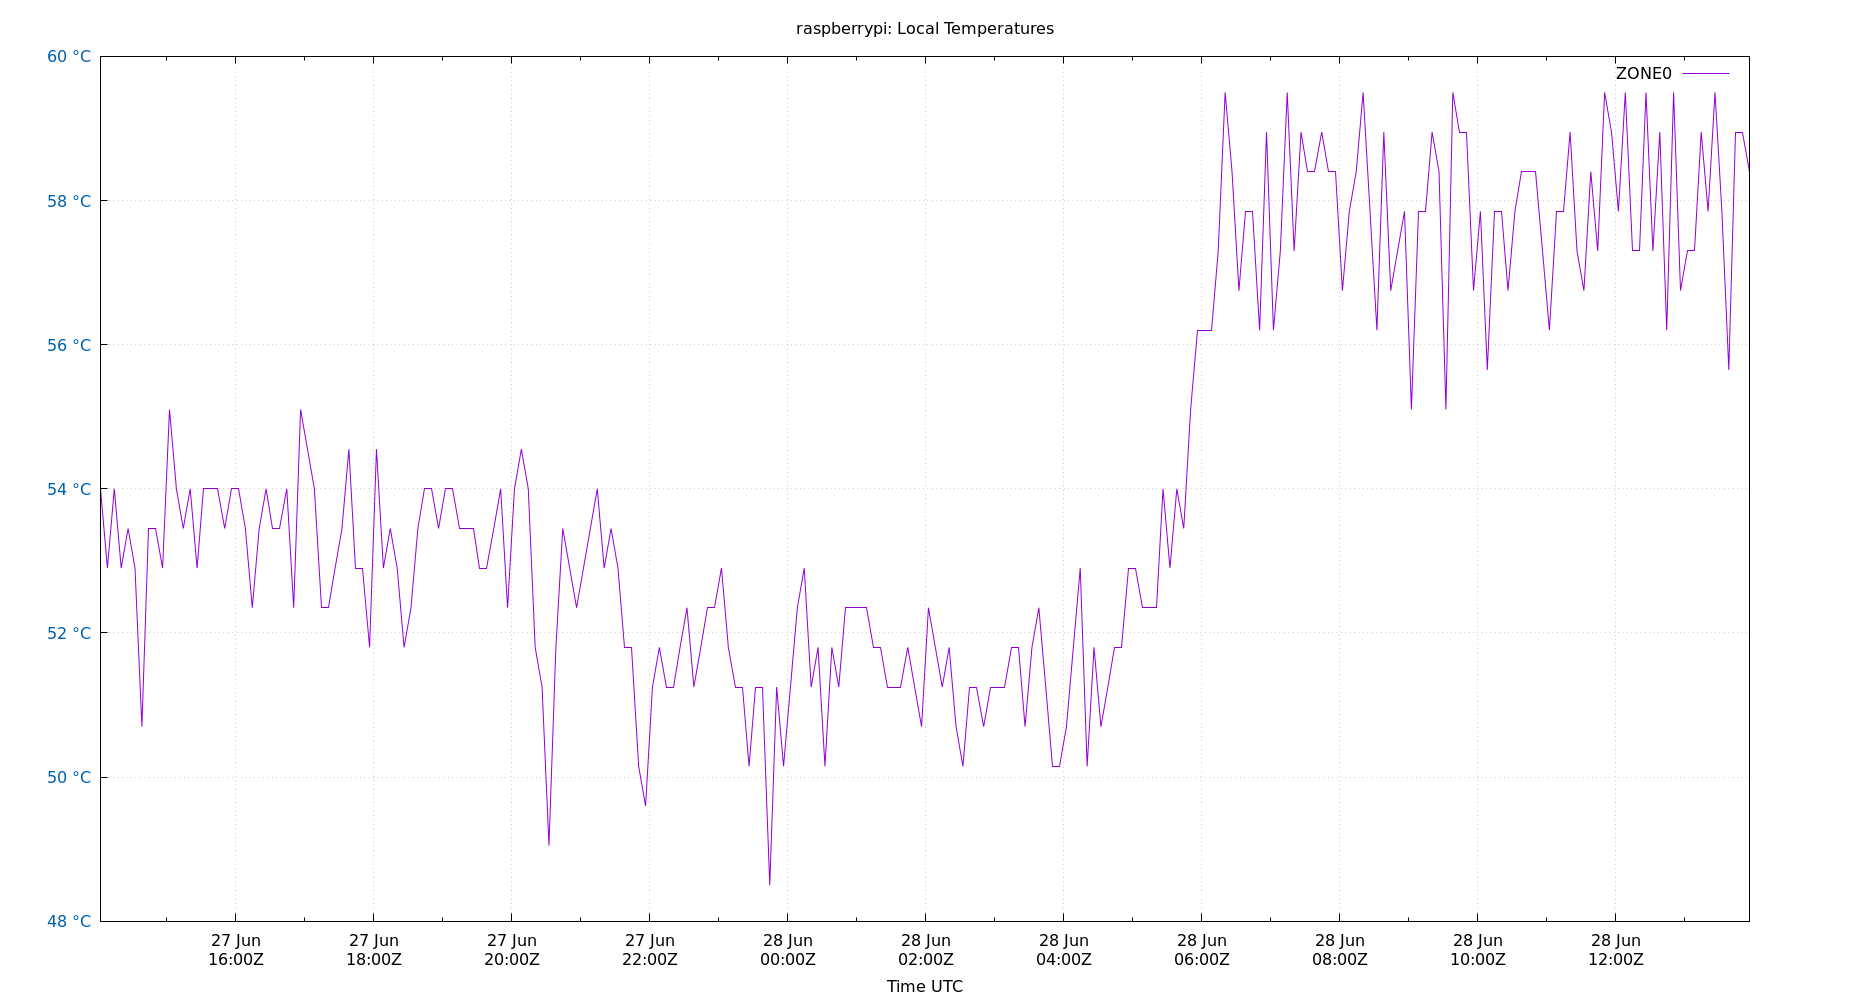 raspberrypi: Local Temperatures
60 °C
ZONE0
58 °C
56 °C
54 °C
52 °C
50 °C
48 °C
27 Jun 27 Jun 27 Jun 27 Jun 28 Jun 28 Jun 28 Jun 28 Jun 28 Jun 28 Jun 28 Jun
16:00Z 18:00Z 20:00Z 22:00Z 00:00Z 02:00Z 04:00Z 06:00Z 08:00Z 10:00Z 12:00Z
Time UTC